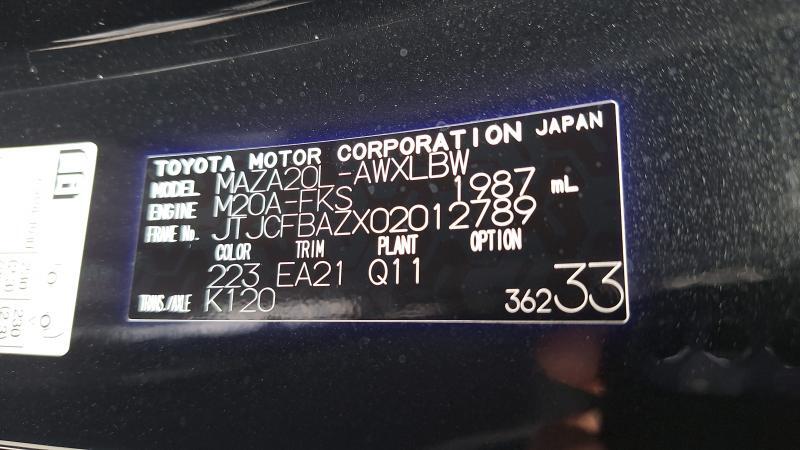 TOYOTA MOTOR CORPORATION JAPAN
MODEL MAZA20L-AWXLBW
ENGINE M20A-FKS 1987 mL
FRAME No. JTJCFBAZX02012789
COLOR TRIM PLANT OPTION
223 EA21 Q11
TRANS./AXLE K120
36233